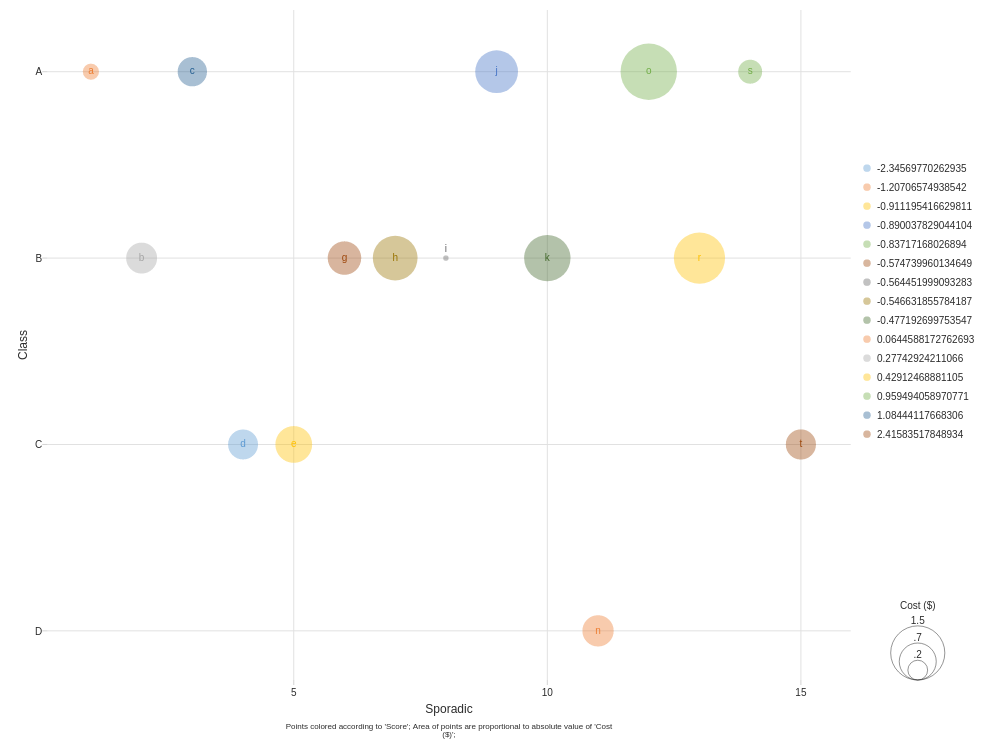 A
a
c
j
o
s
B
b
g
h
i
k
r
C
d
e
t
D
n
Class
5
10
15
Sporadic
Points colored according to 'Score'; Area of points are proportional to absolute value of 'Cost
($)';
-2.34569770262935
-1.20706574938542
-0.911195416629811
-0.890037829044104
-0.83717168026894
-0.574739960134649
-0.564451999093283
-0.546631855784187
-0.477192699753547
0.0644588172762693
0.27742924211066
0.42912468881105
0.959494058970771
1.08444117668306
2.41583517848934
Cost ($)
1.5
.7
.2